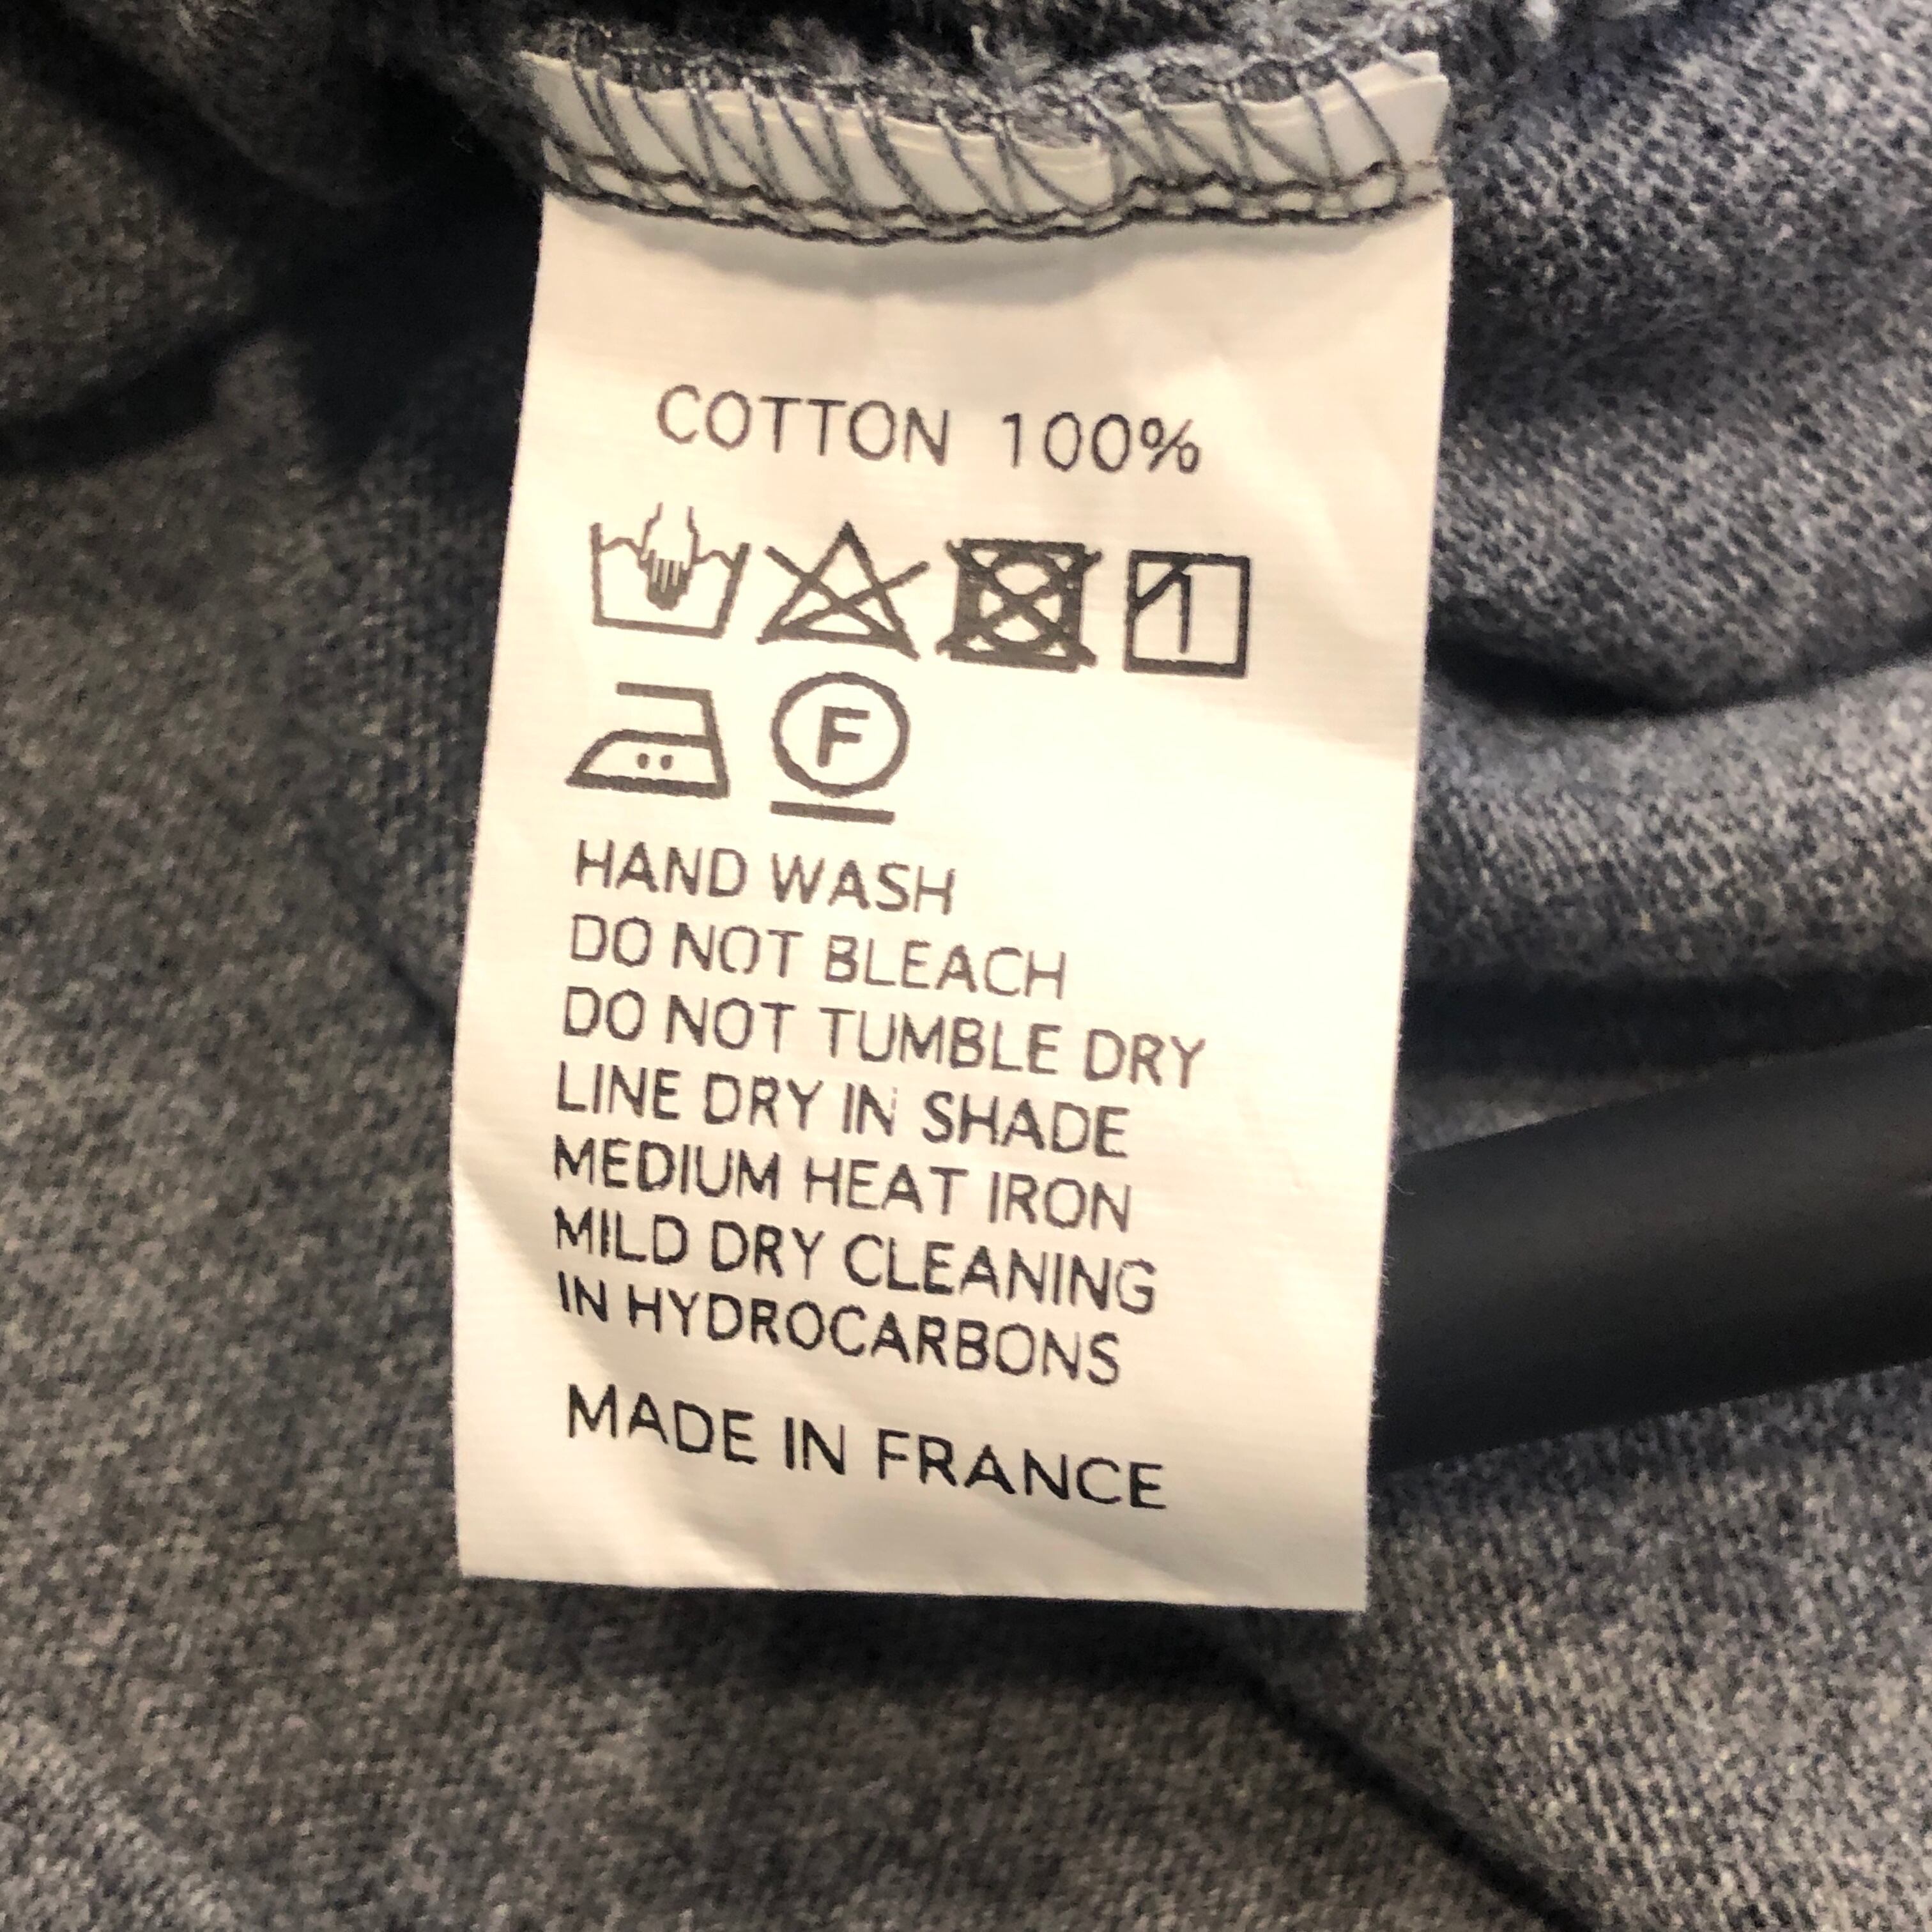 COTTON 100%
F
HAND WASH
DO NOT BLEACH
DO NOT TUMBLE DRY
LINE DRY IN SHADE
MEDIUM HEAT IRON
MILD DRY CLEANING
IN HYDROCARBONS
MADE IN FRANCE